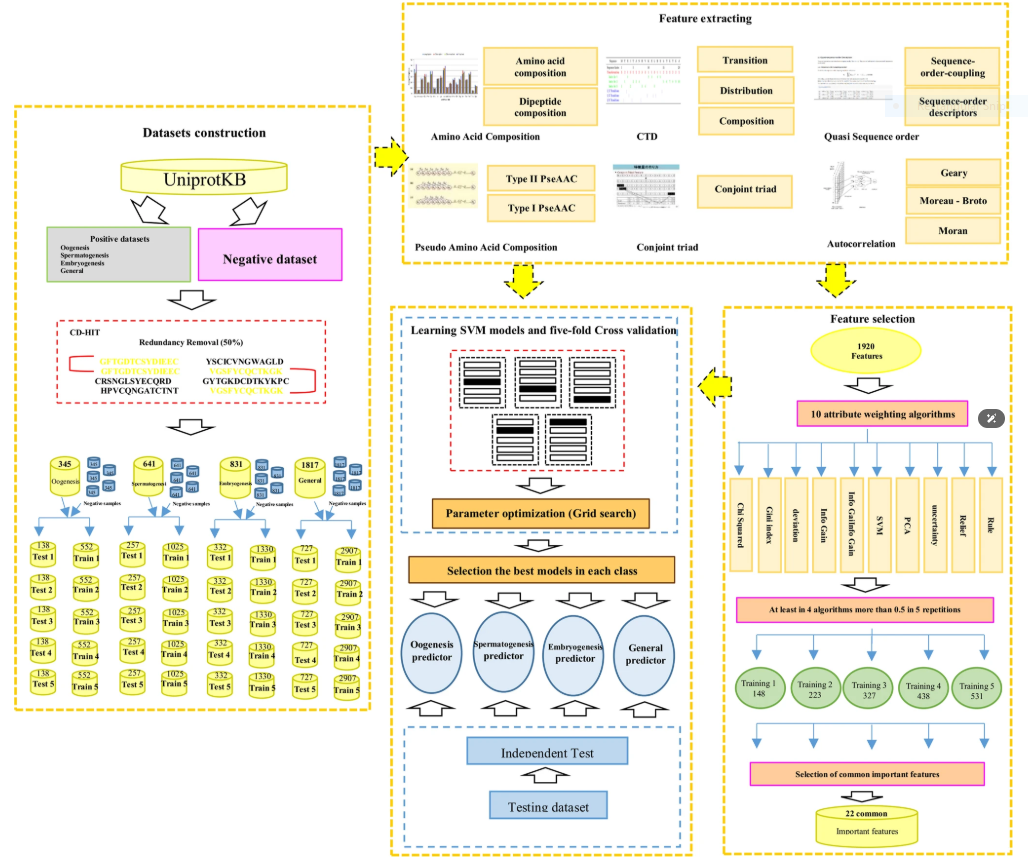 Datasets construction
UniprotKB
Positive datasets
Oogenesis
Spermatogenesis
Embryogenesis
General
Negative dataset
CD-HIT
Redundancy Removal (50%)
YSCICVNGWAGLD
CRSNGLSYECQRD
GYTGKDCDTKYKPC
HPVCQNGATCTNT
345
Oogenesis
Negative samples
641
Negative samples
831
Embryogenesis
Negative samples
1817
General
Negative samples
138
Test 1
552
Train 1
257
Test 1
1025
Train 1
332
Test 1
1330
Train 1
727
Test 1
2907
Train 1
138
Test 2
552
Train 2
257
Test 2
1025
Train 2
332
Test 2
1330
Train 2
727
Test 2
2907
Train 2
138
Test 3
552
Train 3
257
Test 3
1025
Train 3
332
Test 3
1330
Train 3
727
Test 3
2907
Train 3
138
Test 4
552
Train 4
257
Test 4
1025
Train 4
332
Test 4
1330
Train 4
727
Test 4
2907
Train 4
138
Test 5
552
Train 5
257
Test 5
1025
Train 5
332
Test 5
1330
Train 5
727
Test 5
2907
Train 5
Feature extracting
Amino acid
composition
Dipeptide
composition
Amino Acid Composition
Transition
Distribution
Composition
CTD
Sequence-
order-coupling
Sequence-order
descriptors
Quasi Sequence order
Type II PseAAC
Type I PseAAC
Pseudo Amino Acid Composition
Conjoint triad
Conjoint triad
Geary
Moreau - Broto
Moran
Autocorrelation
Learning SVM models and five-fold Cross validation
Parameter optimization (Grid search)
Selection the best models in each class
Oogenesis
predictor
Spermatogenesis
predictor
Embryogenesis
predictor
General
predictor
Independent Test
Testing dataset
Feature selection
1920
Features
10 attribute weighting algorithms
Chi Squared
Gini index
deviation
Info Gain
Info GaiInfo Gain
SVM
PCA
uncertainty
Relief
Rule
At least in 4 algorithms more than 0.5 in 5 repetitions
Training 1
148
Training 2
223
Training 3
327
Training 4
438
Training 5
531
Selection of common important features
22 common
Important features